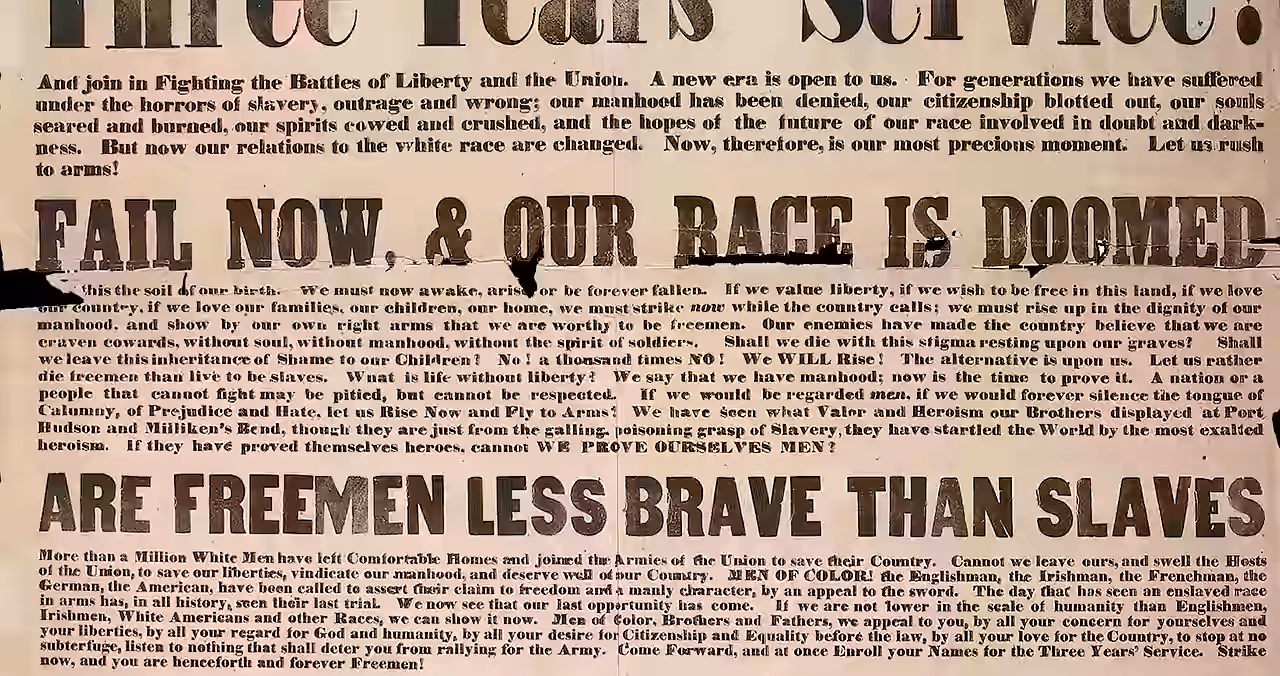 Three Years' Service!
And join in Fighting the Battles of Liberty and the Union. A new era is open to us. For generations we have suffered
under the horrors of slavery, outrage and wrong; our manhood has been denied, our citizenship blotted out, our souls
seared and burned, our spirits cowed and crushed, and the hopes of the future of our race involved in doubt and dark-
ness. But now our relations to the white race are changed. Now, therefore, is our most precious moment. Let us rush
to arms!
FAIL NOW, & OUR RACE IS DOOMED
this the soil of our birth. We must now awake, arise, or be forever fallen. If we value liberty, if we wish to be free in this land, if we love
our country, if we love our families, our children, our home, we must strike now while the country calls; we must rise up in the dignity of our
manhood, and show by our own right arms that we are worthy to be freemen. Our enemies have made the country believe that we are
craven cowards, without soul, without manhood, without the spirit of soldiers. Shall we die with this stigma resting upon our graves? Shall
we leave this inheritance of Shame to our Children? No! a thousand times NO! We WILL Rise! The alternative is upon us. Let us rather
die freemen than live to be slaves. What is life without liberty? We say that we have manhood; now is the time to prove it. A nation or a
people that cannot fight may be pitied, but cannot be respected. If we would be regarded men, if we would forever silence the tongue of
Calumny, of Prejudice and Hate, let us Rise Now and Fly to Arms! We have seen what Valor and Heroism our Brothers displayed at Port
Hudson and Milliken's Bend, though they are just from the galling, poisoning grasp of Slavery, they have startled the World by the most exalted
heroism. If they have proved themselves heroes, cannot WE PROVE OURSELVES MEN?
ARE FREEMEN LESS BRAVE THAN SLAVES
More than a Million White Men have left Comfortable Homes and joined the Armies of the Union to save their Country. Cannot we leave ours, and swell the Hosts
of the Union, to save our liberties, vindicate our manhood, and deserve well of our Country. MEN OF COLOR! the Englishman, the Irishman, the Frenchman, the
German, the American, have been called to assert their claim to freedom and a manly character, by an appeal to the sword. The day that has seen an enslaved race
in arms has, in all history, seen their last trial. We now see that our last opportunity has come. If we are not lower in the scale of humanity than Englishmen,
Irishmen, White Americans and other Races, we can show it now. Men of Color, Brothers and Fathers, we appeal to you, by all your concern for yourselves and
your liberties, by all your regard for God and humanity, by all your desire for Citizenship and Equality before the law, by all your love for the Country, to stop at no
subterfuge, listen to nothing that shall deter you from rallying for the Army. Come Forward, and at once Enroll your Names for the Three Years' Service. Strike
now, and you are henceforth and forever Freemen!